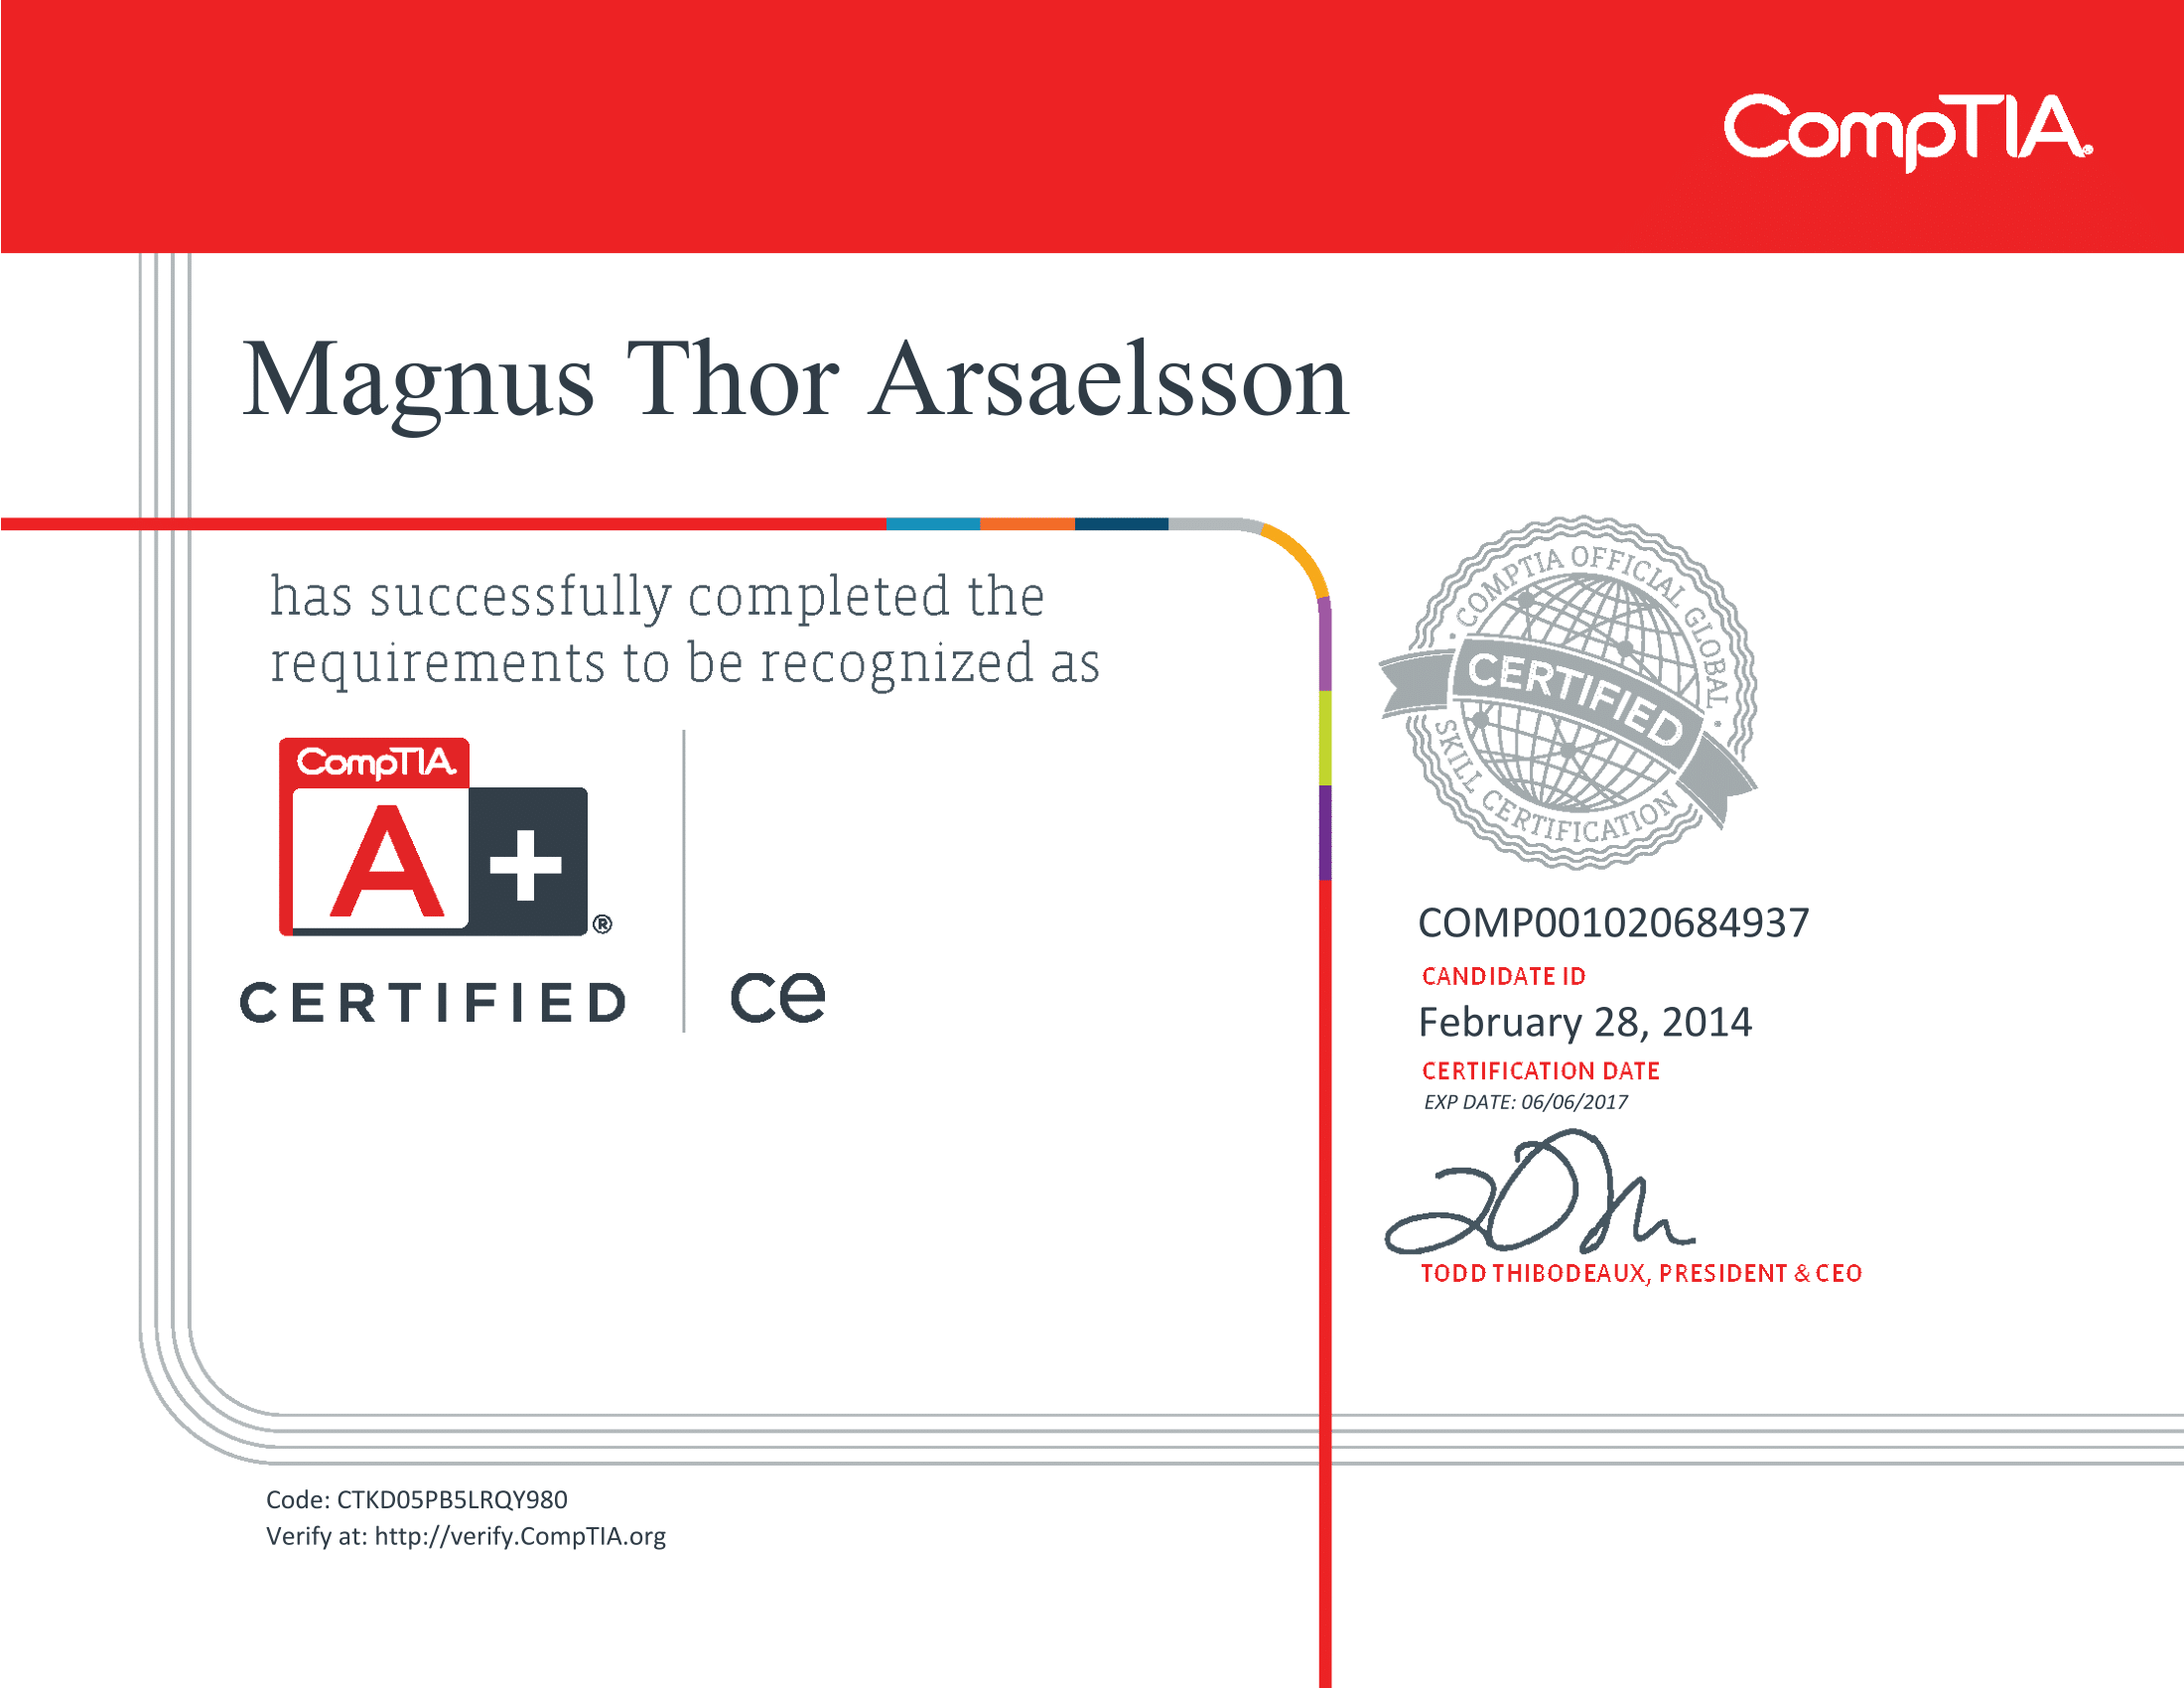 CompTIA.
Magnus Thor Arsaelsson
has successfully completed the
requirements to be recognized as
CompTIA
A+ ®
CERTIFIED
ce
COMPTIA OFFICIAL GLOBAL
CERTIFIED
SKILL CERTIFICATION
COMP001020684937
CANDIDATE ID
February 28, 2014
CERTIFICATION DATE
EXP DATE: 06/06/2017
TODD THIBODEAUX, PRESIDENT & CEO
Code: CTKD05PB5LRQY980
Verify at: http://verify.CompTIA.org